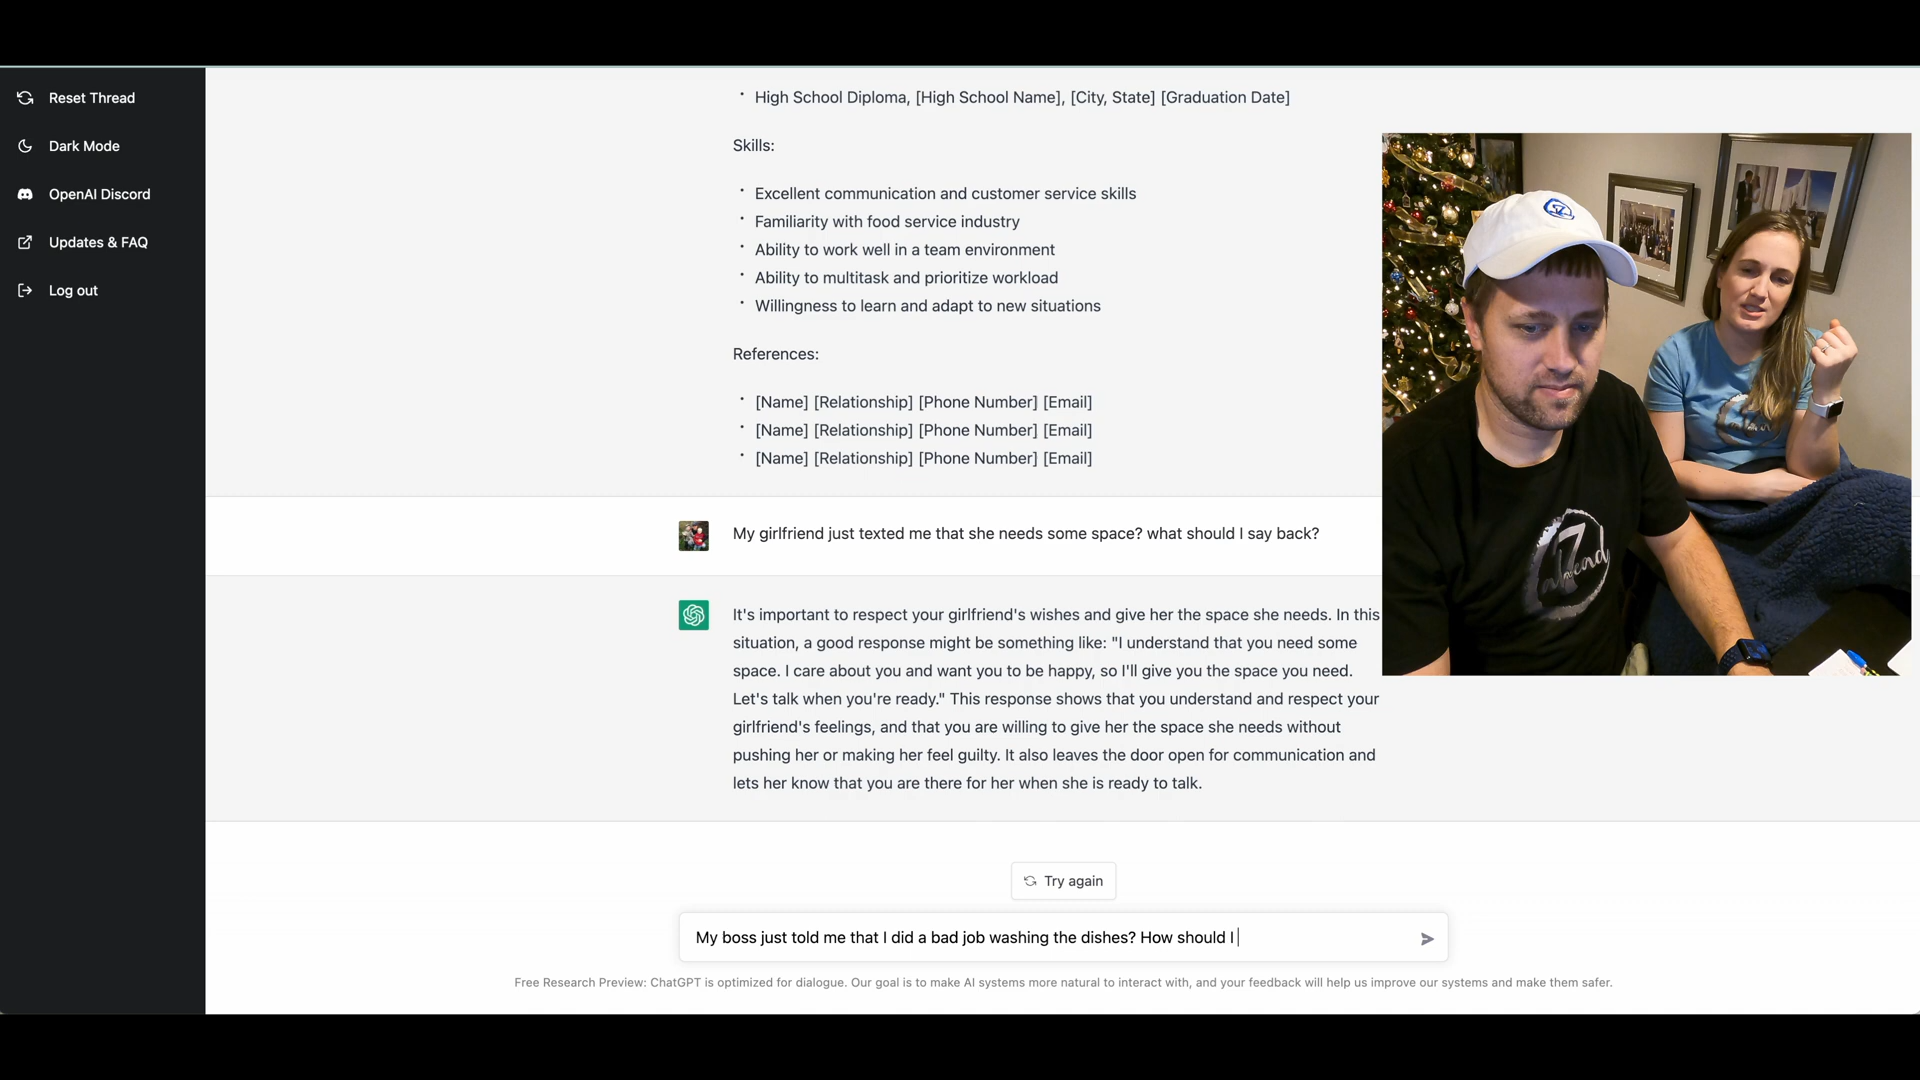 Reset Thread
Dark Mode
OpenAI Discord
Updates & FAQ
Log out
• High School Diploma, [High School Name], [City, State] [Graduation Date]
Skills:
• Excellent communication and customer service skills
• Familiarity with food service industry
• Ability to work well in a team environment
• Ability to multitask and prioritize workload
• Willingness to learn and adapt to new situations
References:
• [Name] [Relationship] [Phone Number] [Email]
• [Name] [Relationship] [Phone Number] [Email]
• [Name] [Relationship] [Phone Number] [Email]
My girlfriend just texted me that she needs some space? what should I say back?
It's important to respect your girlfriend's wishes and give her the space she needs. In this
situation, a good response might be something like: "I understand that you need some
space. I care about you and want you to be happy, so I'll give you the space you need.
Let's talk when you're ready." This response shows that you understand and respect your
girlfriend's feelings, and that you are willing to give her the space she needs without
pushing her or making her feel guilty. It also leaves the door open for communication and
lets her know that you are there for her when she is ready to talk.
Try again
My boss just told me that I did a bad job washing the dishes? How should I
Free Research Preview: ChatGPT is optimized for dialogue. Our goal is to make AI systems more natural to interact with, and your feedback will help us improve our systems and make them safer.
17
ahead